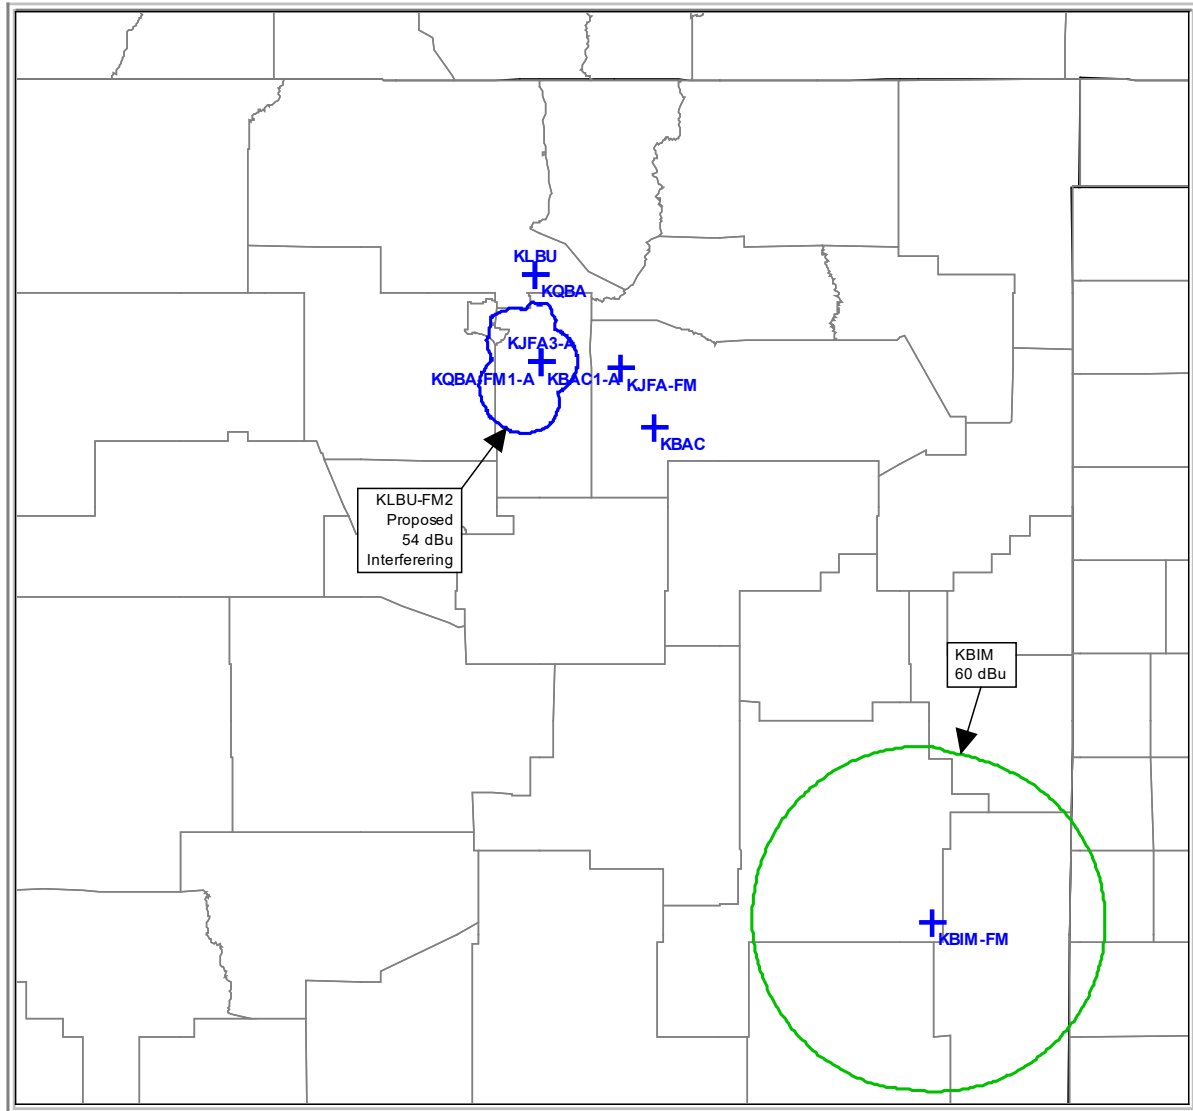 KLBU
KQBA
KJFA3-A
KQBA-FM1-A
KBAC1-A
KJFA-FM
KBAC
KLBU-FM2
Proposed
54 dBu
Interferering
KBIM
60 dBu
KBIM-FM